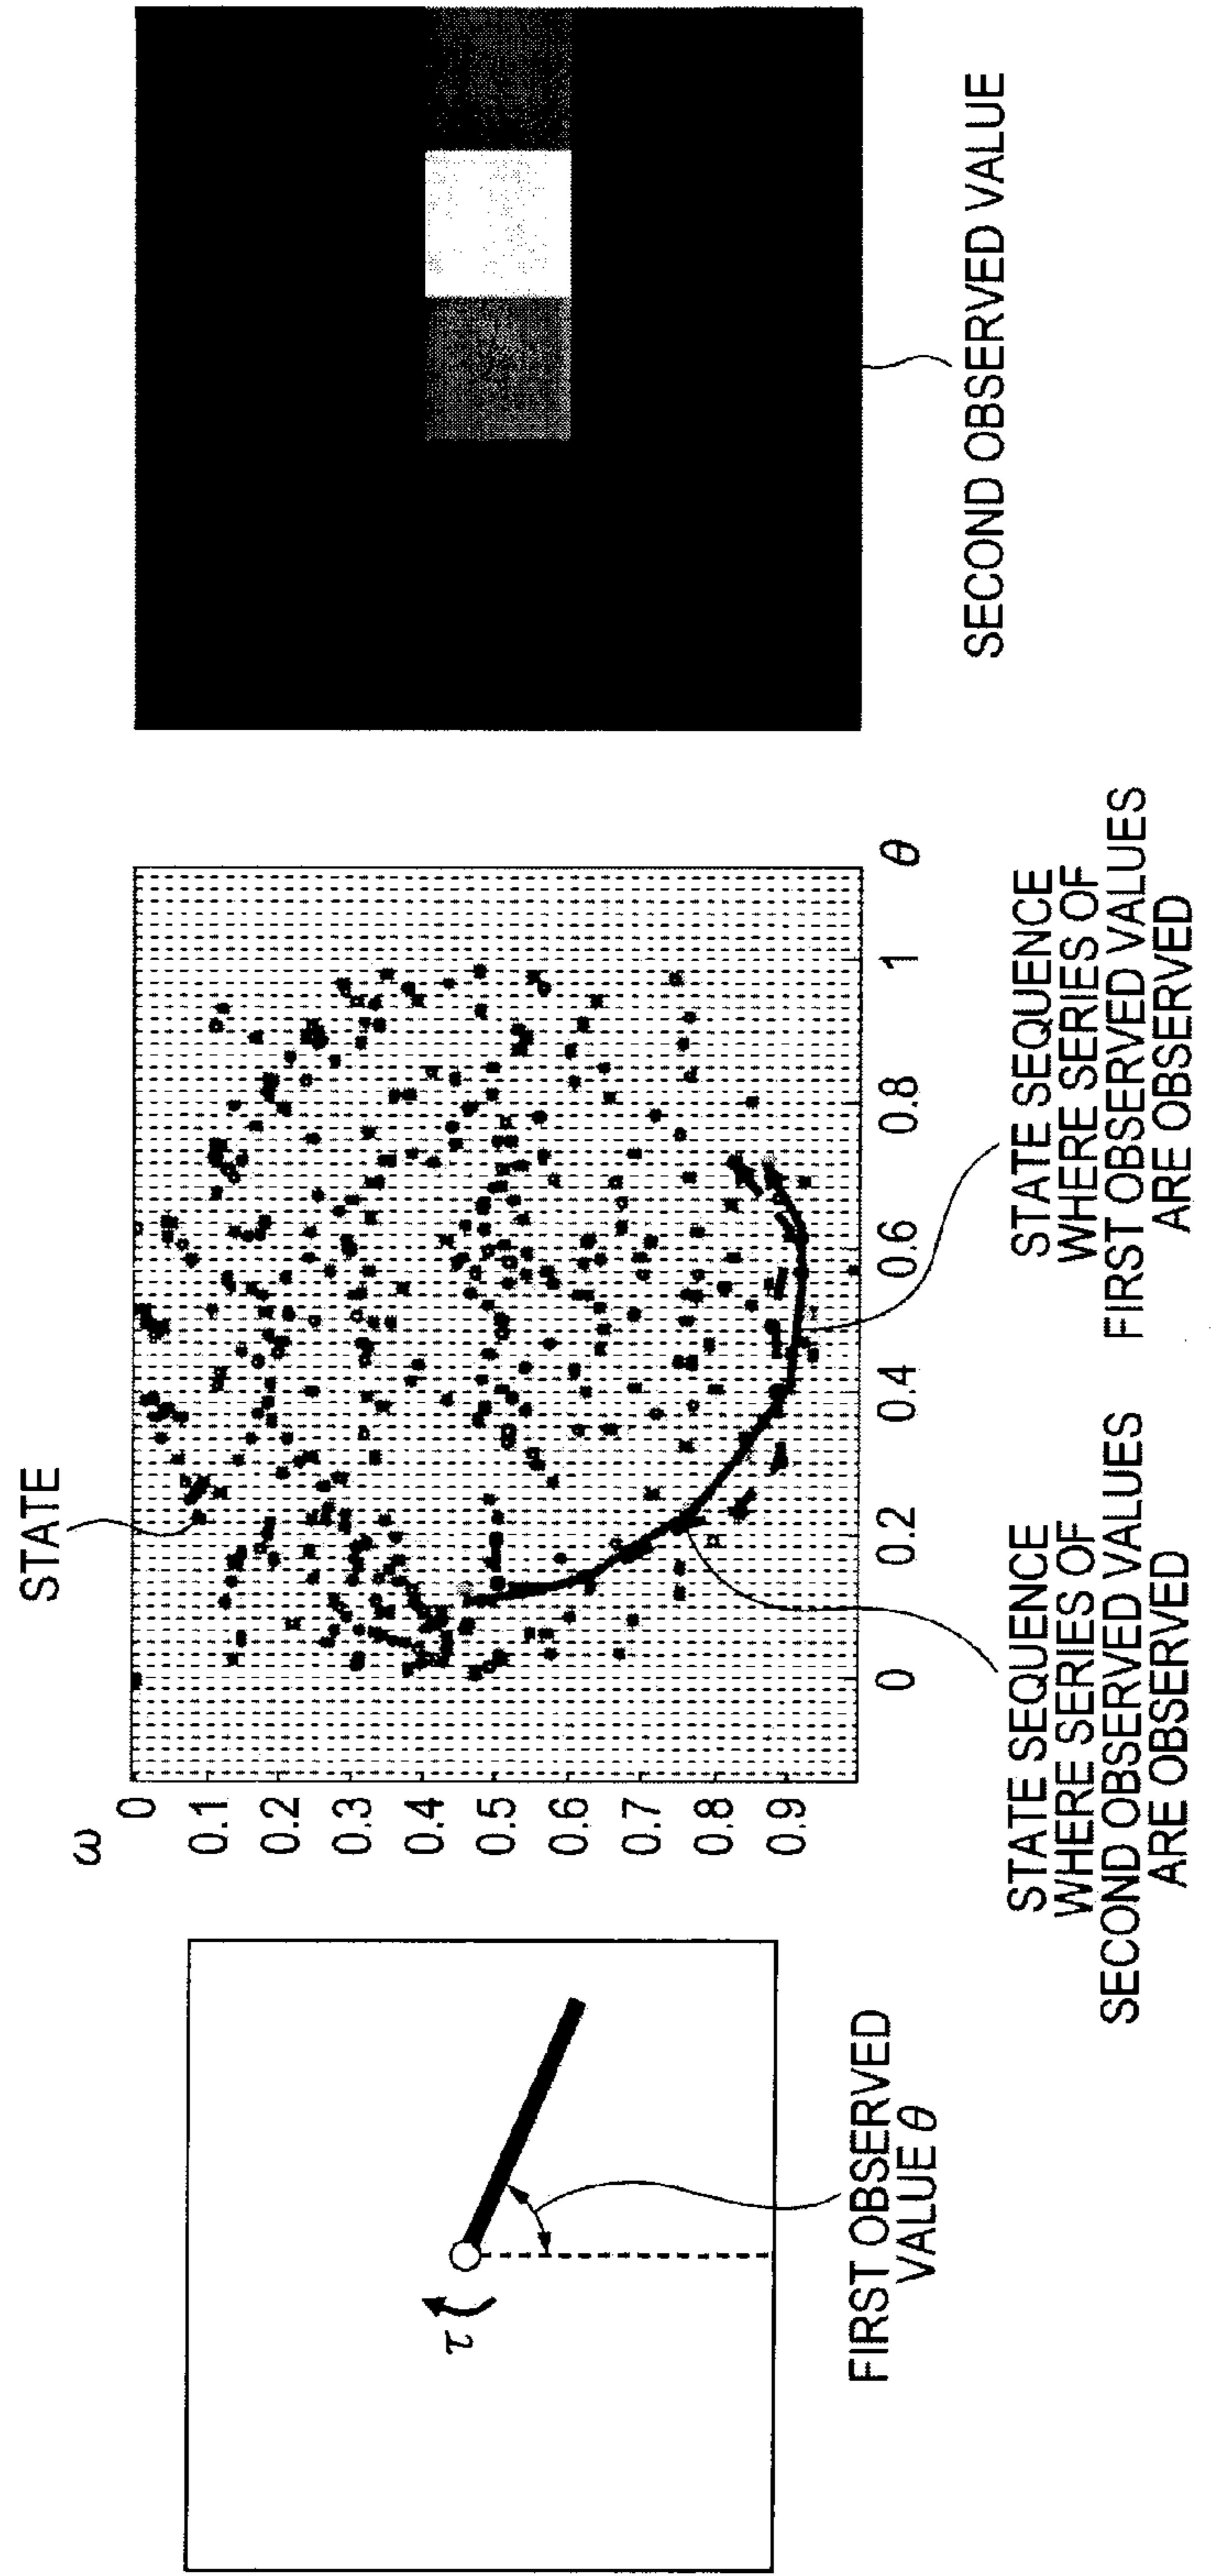 τ
FIRST OBSERVED
VALUE θ
STATE
ω
0
0.1
0.2
0.3
0.4
0.5
0.6
0.7
0.8
0.9
0 0.2 0.4 0.6 0.8 1 θ
STATE SEQUENCE
WHERE SERIES OF
SECOND OBSERVED VALUES
ARE OBSERVED
STATE SEQUENCE
WHERE SERIES OF
FIRST OBSERVED VALUES
ARE OBSERVED
SECOND OBSERVED VALUE